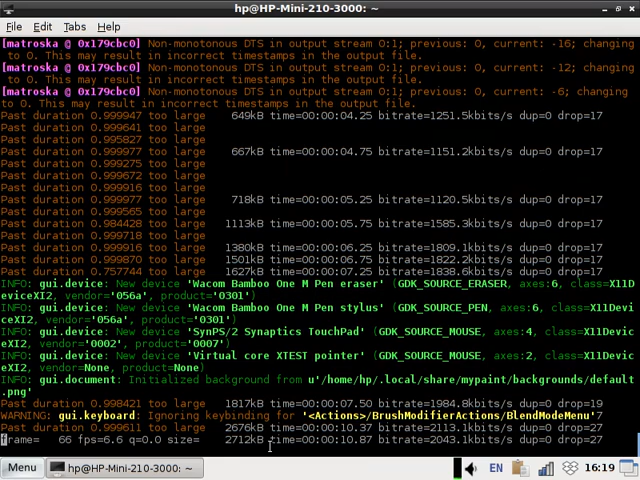 hp@HP-Mini-210-3000: ~
File Edit Tabs Help
[matroska @ 0x179cbc0] Non-monotonous DTS in output stream 0:1; previous: 0, current: -16; changing
to 0. This may result in incorrect timestamps in the output file.
[matroska @ 0x179cbc0] Non-monotonous DTS in output stream 0:1; previous: 0, current: -12; changing
to 0. This may result in incorrect timestamps in the output file.
[matroska @ 0x179cbc0] Non-monotonous DTS in output stream 0:1; previous: 0, current: -6; changing
to 0. This may result in incorrect timestamps in the output file.
Past duration 0.999947 too large 649kB time=00:00:04.25 bitrate=1251.5kbits/s dup=0 drop=17
Past duration 0.999641 too large
Past duration 0.995827 too large
Past duration 0.999977 too large 667kB time=00:00:04.75 bitrate=1151.2kbits/s dup=0 drop=17
Past duration 0.999275 too large
Past duration 0.999672 too large
Past duration 0.999916 too large
Past duration 0.999977 too large 718kB time=00:00:05.25 bitrate=1120.5kbits/s dup=0 drop=17
Past duration 0.999565 too large
Past duration 0.984428 too large 1113kB time=00:00:05.75 bitrate=1585.3kbits/s dup=0 drop=17
Past duration 0.999912 too large
Past duration 0.999916 too large 1380kB time=00:00:06.25 bitrate=1809.1kbits/s dup=0 drop=17
Past duration 0.999870 too large 1501kB time=00:00:06.75 bitrate=1822.2kbits/s dup=0 drop=17
Past duration 0.757744 too large 1627kB time=00:00:07.25 bitrate=1838.6kbits/s dup=0 drop=17
INFO: gui.device: New device 'Wacom Bamboo One M Pen eraser' (GDK_SOURCE_ERASER, axes:6, class=X11D
eviceXI2, vendor='056a', product='0301')
INFO: gui.device: New device 'Wacom Bamboo One M Pen stylus' (GDK_SOURCE_PEN, axes:6, class=X11Devi
ceXI2, vendor='056a', product='0301')
INFO: gui.device: New device 'SynPS/2 Synaptics TouchPad' (GDK_SOURCE_MOUSE, axes:4, class=X11Devic
eXI2, vendor='0002', product='0007')
INFO: gui.device: New device 'Virtual core XTEST pointer' (GDK_SOURCE_MOUSE, axes:2, class=X11Devic
eXI2, vendor=None, product=None)
INFO: gui.document: Initialized background from u'/home/hp/.local/share/mypaint/backgrounds/default
.png'
Past duration 0.998421 too large 1817kB time=00:00:07.50 bitrate=1984.8kbits/s dup=0 drop=19
WARNING: gui.keyboard: Ignoring keybinding for '<Actions>/BrushModifierActions/BlendModeMenu'7
Past duration 0.999611 too large 2676kB time=00:00:10.37 bitrate=2113.1kbits/s dup=0 drop=27
frame= 66 fps=6.6 q=0.0 size= 2712kB time=00:00:10.87 bitrate=2043.1kbits/s dup=0 drop=27
Menu hp@HP-Mini-210-3000: ~ EN 16:19